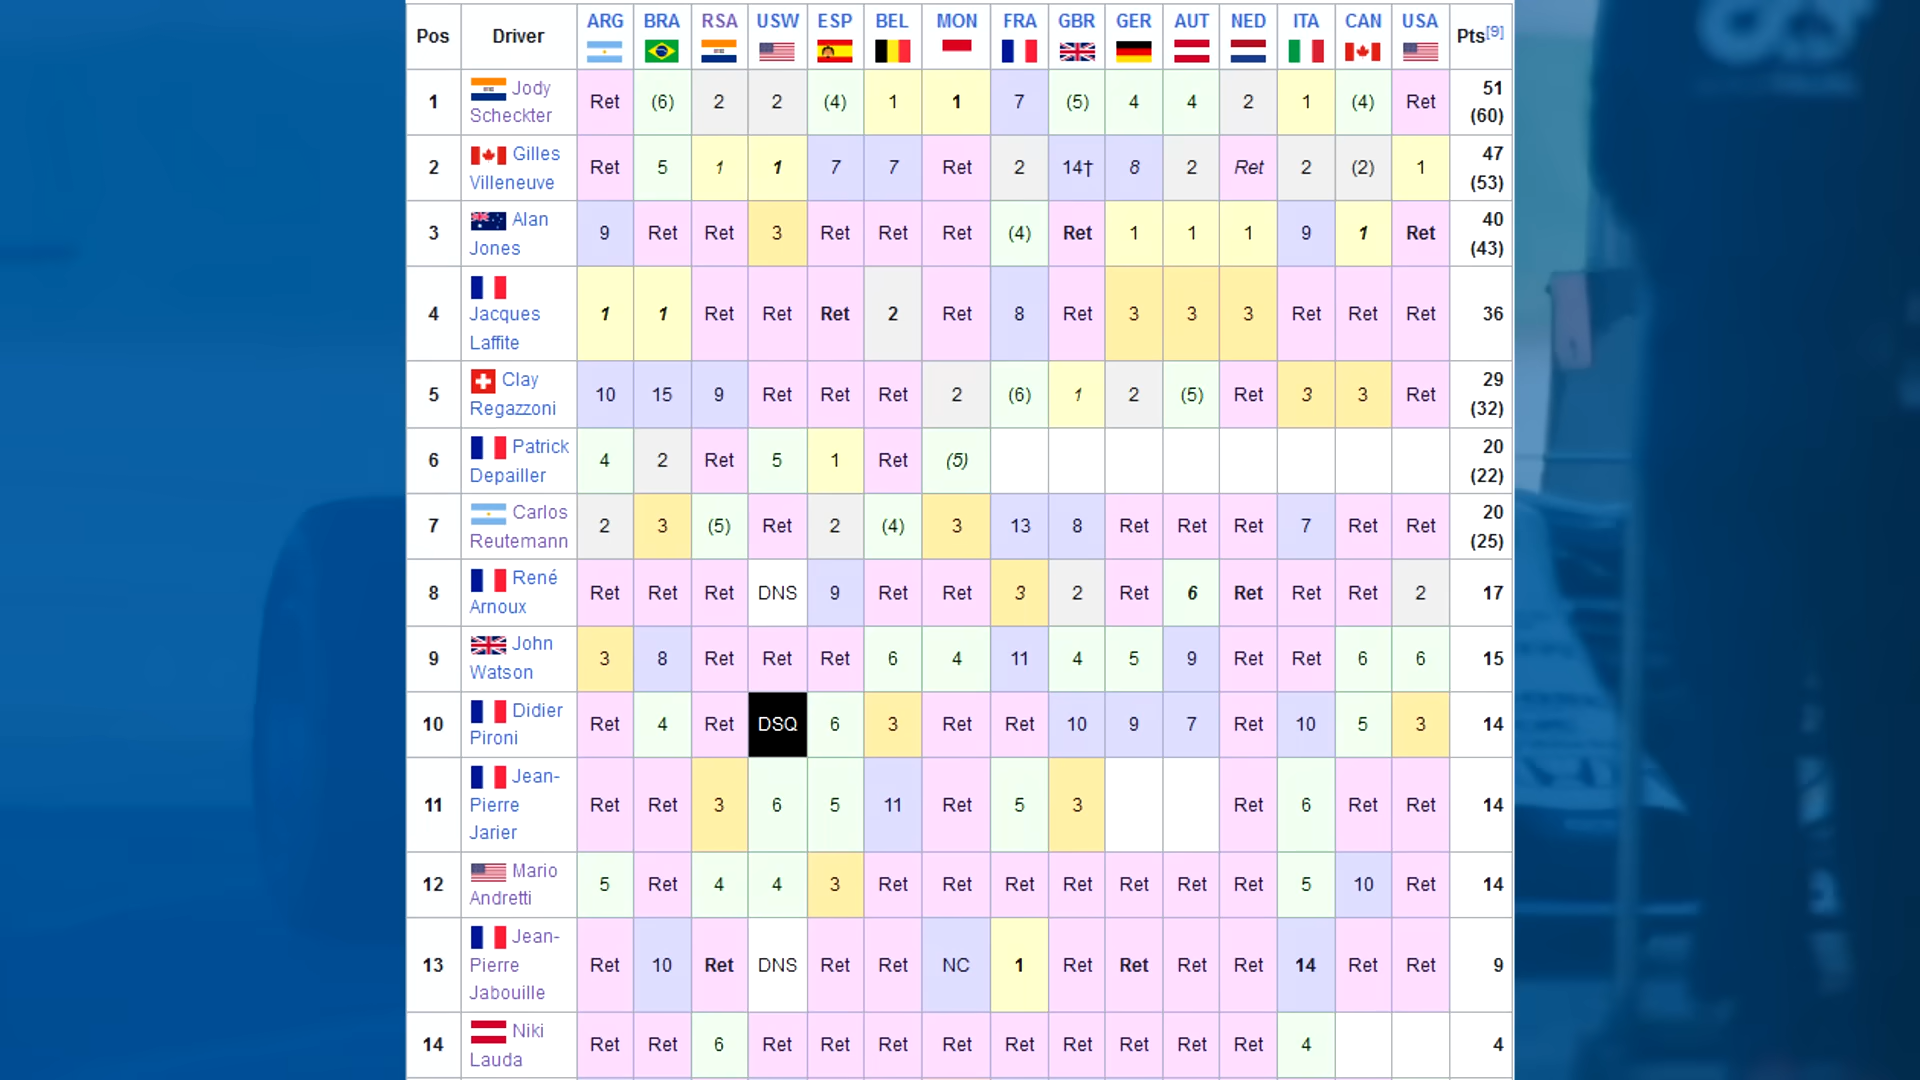 Pos Driver ARG BRA RSA USW ESP BEL MON FRA GBR GER AUT NED ITA CAN USA Pts[9]
1 Jody Scheckter Ret (6) 2 2 (4) 1 1 7 (5) 4 4 2 1 (4) Ret 51 (60)
2 Gilles Villeneuve Ret 5 1 1 7 7 Ret 2 14† 8 2 Ret 2 (2) 1 47 (53)
3 Alan Jones 9 Ret Ret 3 Ret Ret Ret (4) Ret 1 1 1 9 1 Ret 40 (43)
4 Jacques Laffite 1 1 Ret Ret Ret 2 Ret 8 Ret 3 3 3 Ret Ret Ret 36
5 Clay Regazzoni 10 15 9 Ret Ret Ret 2 (6) 1 2 (5) Ret 3 3 Ret 29 (32)
6 Patrick Depailler 4 2 Ret 5 1 Ret (5) 20 (22)
7 Carlos Reutemann 2 3 (5) Ret 2 (4) 3 13 8 Ret Ret Ret 7 Ret Ret 20 (25)
8 René Arnoux Ret Ret Ret DNS 9 Ret Ret 3 2 Ret 6 Ret Ret Ret 2 17
9 John Watson 3 8 Ret Ret Ret 6 4 11 4 5 9 Ret Ret 6 6 15
10 Didier Pironi Ret 4 Ret DSQ 6 3 Ret Ret 10 9 7 Ret 10 5 3 14
11 Jean-Pierre Jarier Ret Ret 3 6 5 11 Ret 5 3 Ret 6 Ret Ret 14
12 Mario Andretti 5 Ret 4 4 3 Ret Ret Ret Ret Ret Ret Ret 5 10 Ret 14
13 Jean-Pierre Jabouille Ret 10 Ret DNS Ret Ret NC 1 Ret Ret Ret Ret 14 Ret Ret 9
14 Niki Lauda Ret Ret 6 Ret Ret Ret Ret Ret Ret Ret Ret Ret 4 4